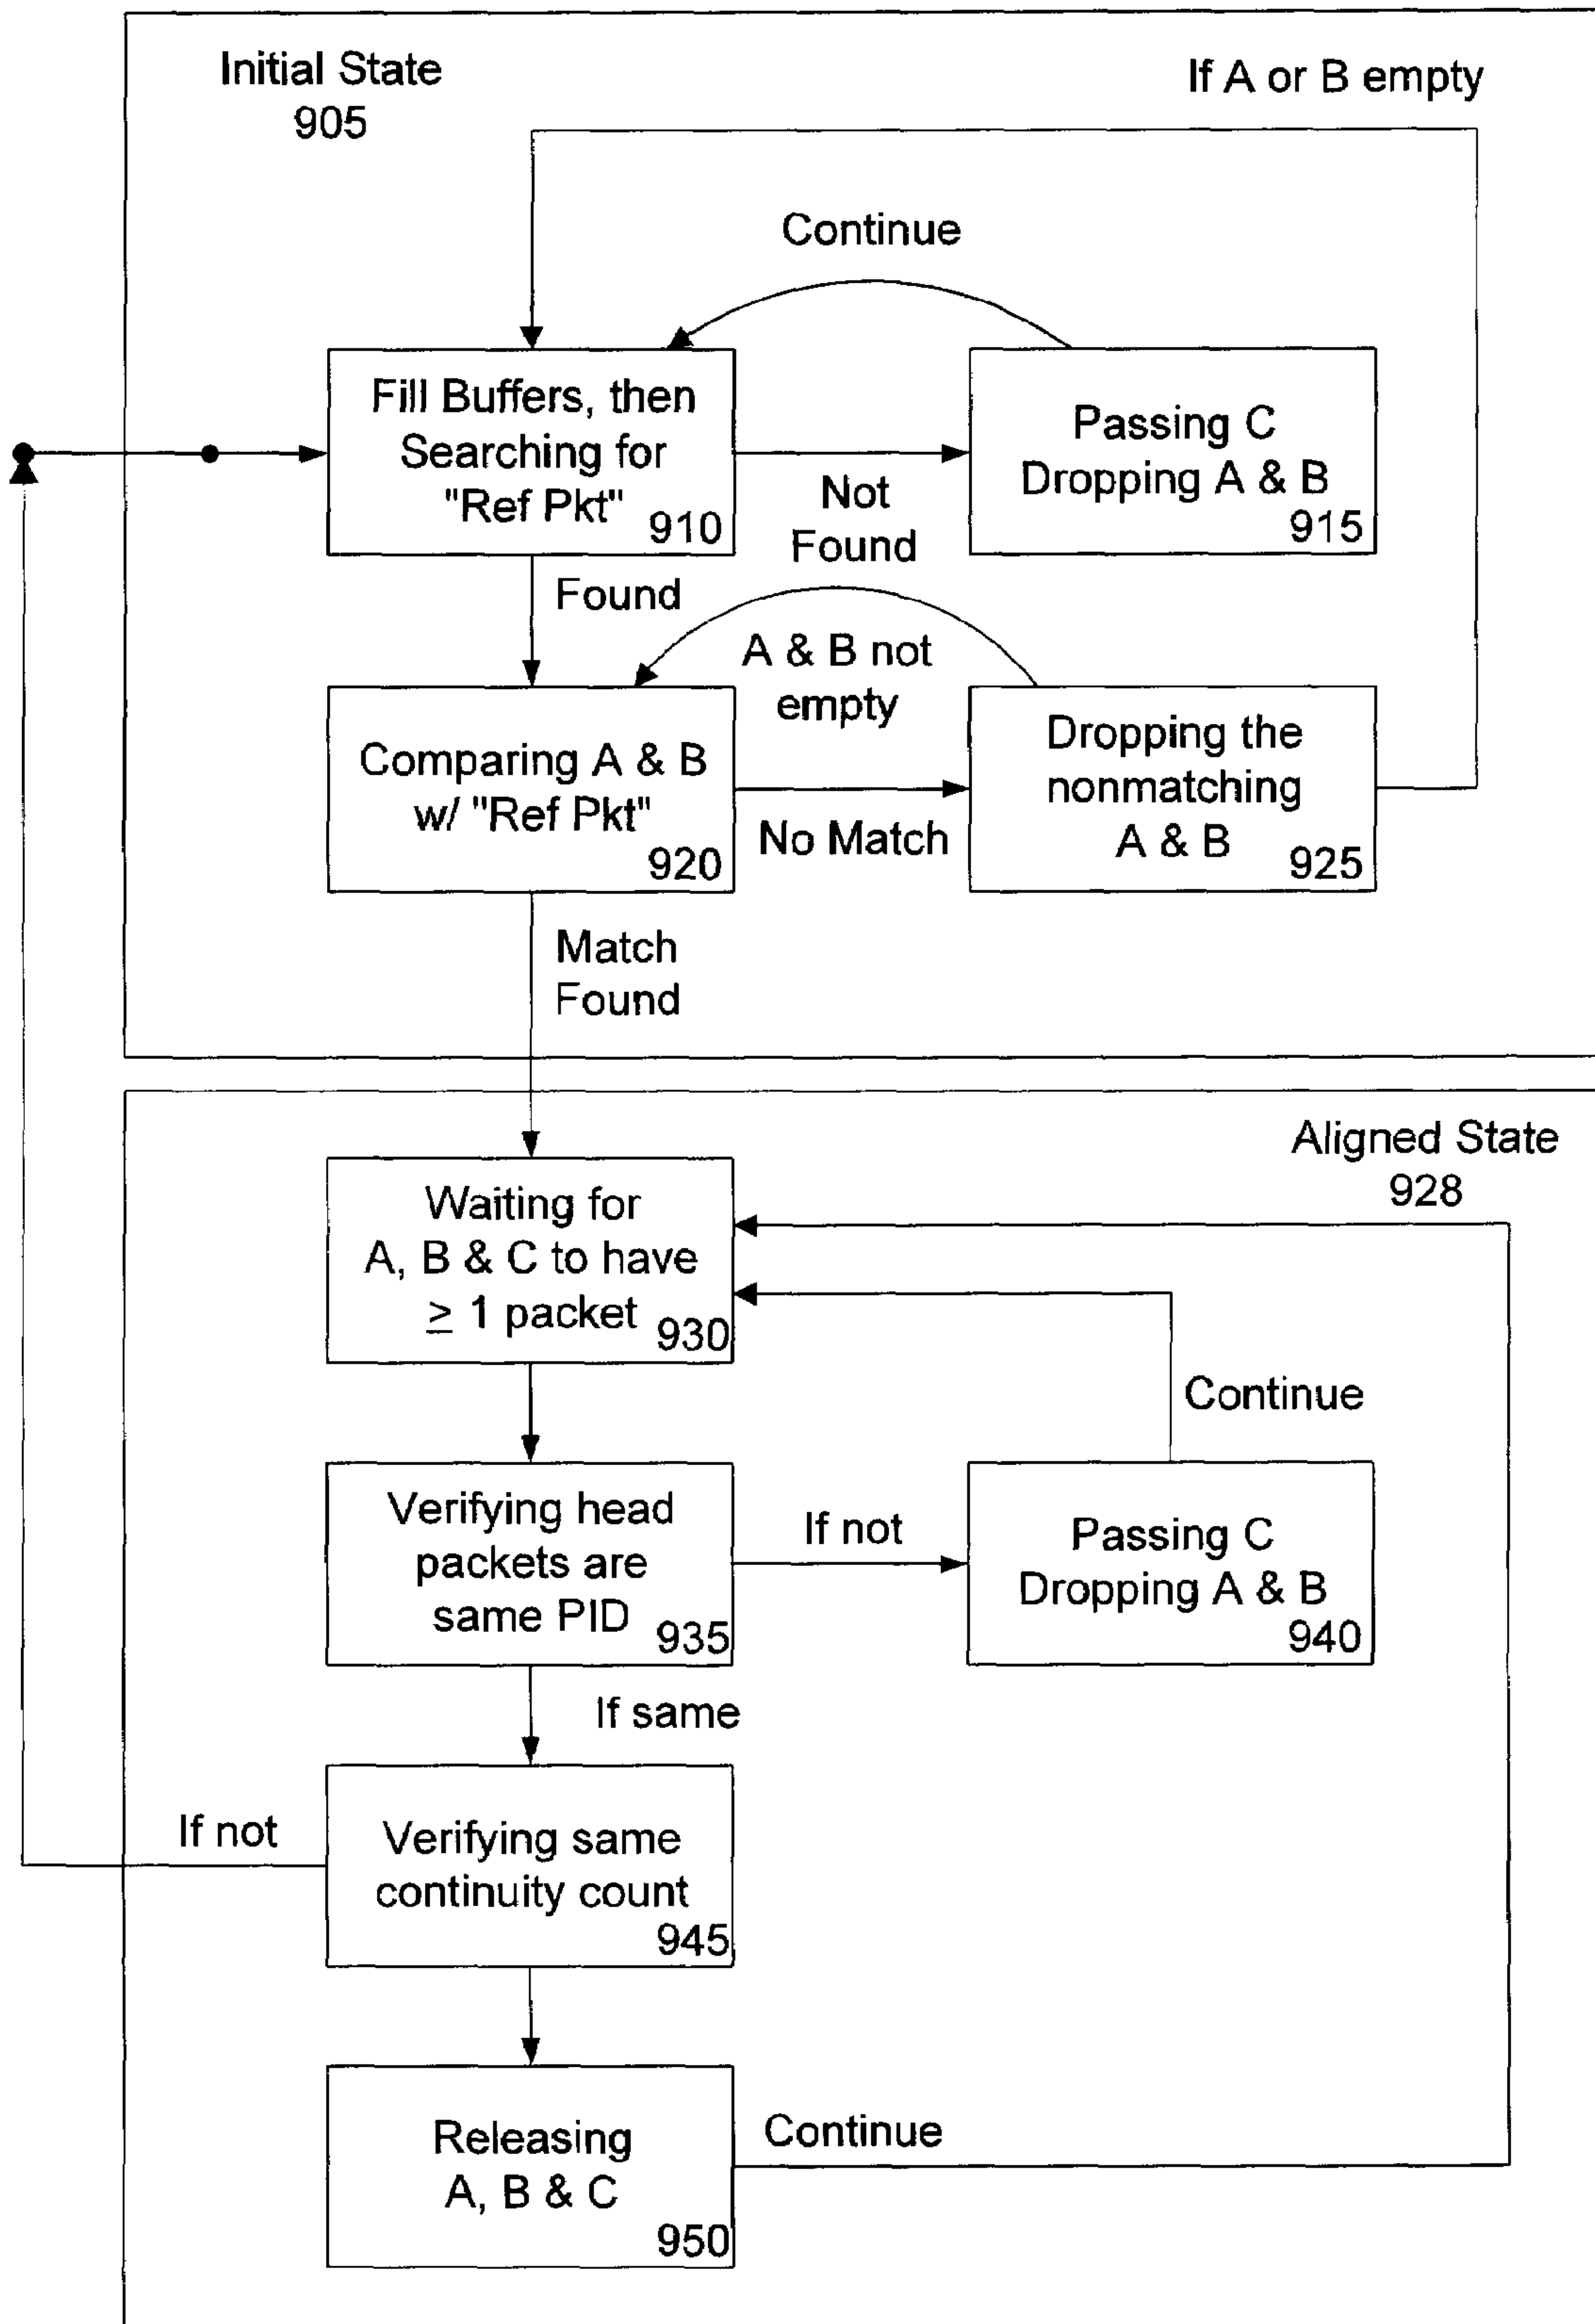 Initial State
905
If A or B empty
Continue
Fill Buffers, then
Searching for
"Ref Pkt"
910
Not
Found
Passing C
Dropping A & B
915
Found
A & B not
empty
Comparing A & B
w/ "Ref Pkt"
920
No Match
Dropping the
nonmatching
A & B
925
Match
Found
Aligned State
928
Waiting for
A, B & C to have
≥ 1 packet
930
Continue
Verifying head
packets are
same PID
935
If not
Passing C
Dropping A & B
940
If same
If not
Verifying same
continuity count
945
Releasing
A, B & C
950
Continue